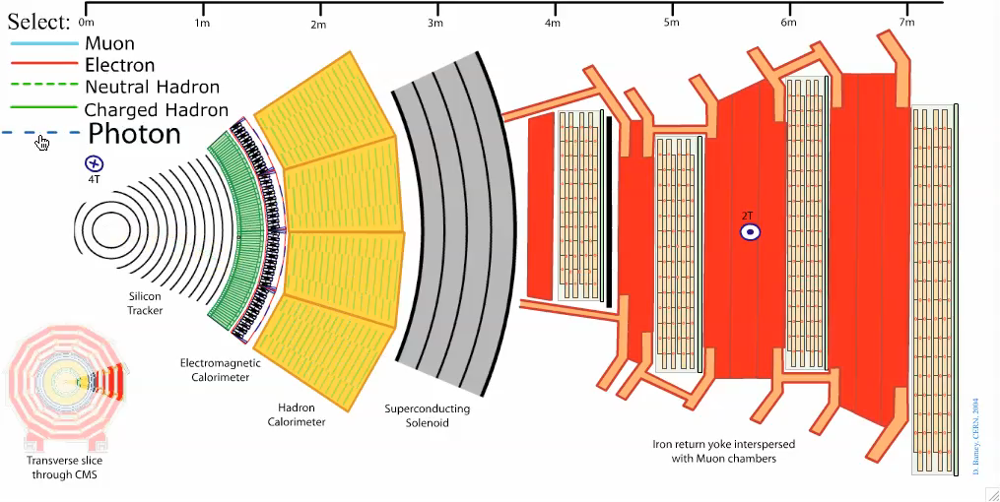 0m 1m 2m 3m 4m 5m 6m 7m
Select:
Muon
Electron
Neutral Hadron
Charged Hadron
Photon
4T
2T
Silicon
Tracker
Electromagnetic
Calorimeter
Hadron
Calorimeter
Superconducting
Solenoid
Iron return yoke interspersed
with Muon chambers
Transverse slice
through CMS
D. Barney, CERN, 2004